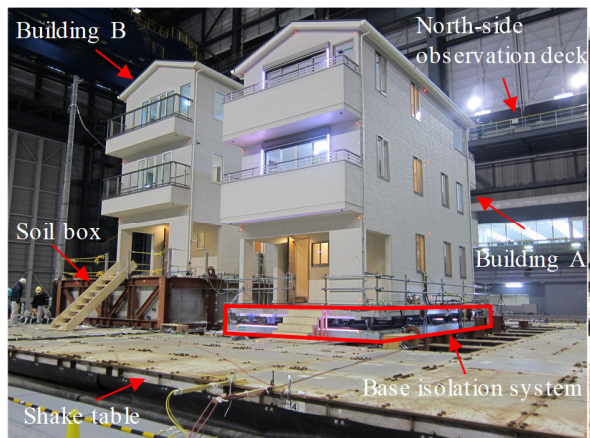 Building B
North-side
observation deck
Soil box
Building A
Base isolation system
Shake table